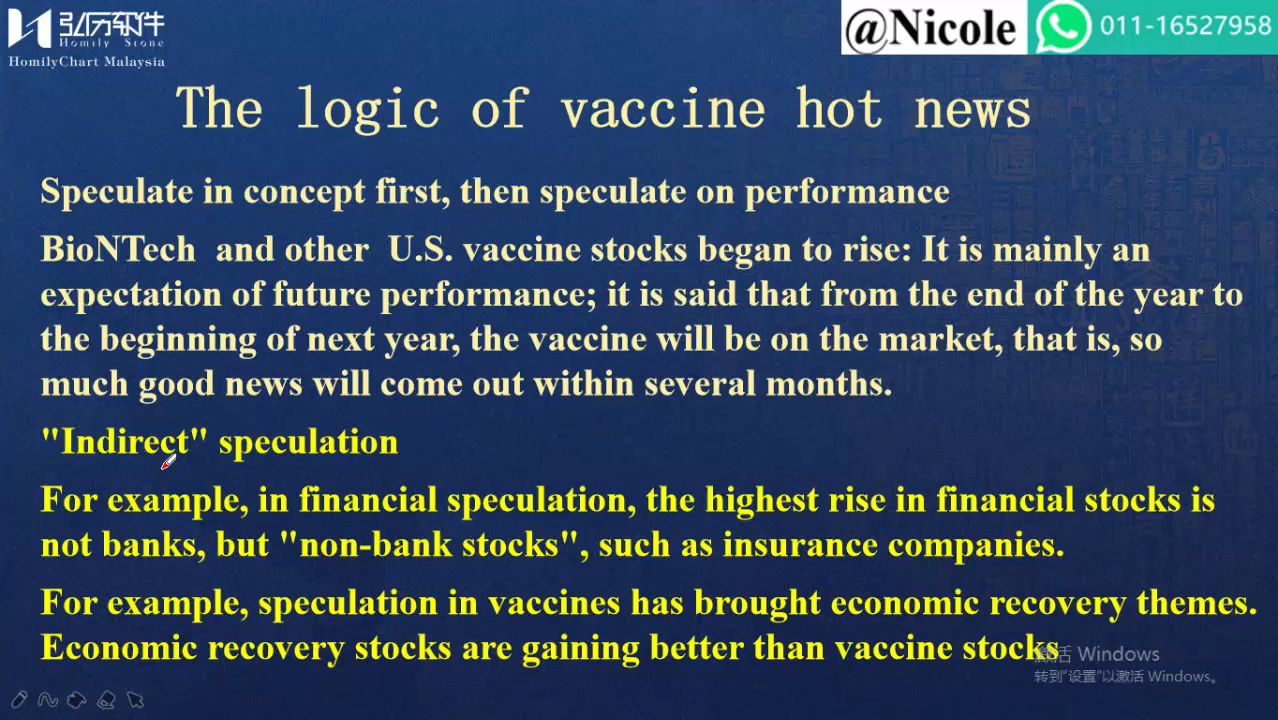 弘历软件
Homily Stone
HomilyChart Malaysia
@Nicole
011-16527958
The logic of vaccine hot news
Speculate in concept first, then speculate on performance
BioNTech and other U.S. vaccine stocks began to rise: It is mainly an
expectation of future performance; it is said that from the end of the year to
the beginning of next year, the vaccine will be on the market, that is, so
much good news will come out within several months.
"Indirect" speculation
For example, in financial speculation, the highest rise in financial stocks is
not banks, but "non-bank stocks", such as insurance companies.
For example, speculation in vaccines has brought economic recovery themes.
Economic recovery stocks are gaining better than vaccine stocks
激活 Windows
转到“设置”以激活 Windows。